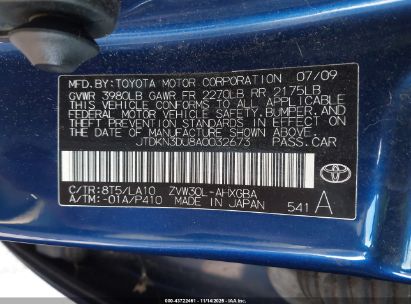 MFD. BY: TOYOTA MOTOR CORPORATION 07/09
GVWR 3980LB GAWR FR 2270LB RR 2175LB
THIS VEHICLE CONFORMS TO ALL APPLICABLE
FEDERAL MOTOR VEHICLE SAFETY, BUMPER, AND
THEFT PREVENTION STANDARDS IN EFFECT ON
THE DATE OF MANUFACTURE SHOWN ABOVE.
JTDKN3DU8A0032673 PASS.CAR
C/TR:8T5/LA10 ZVW30L-AHXGBA
A/TM:-01A/P410 MADE IN JAPAN 541 A
TOYOTA
000-43722461 - 11/14/2025 - IAA